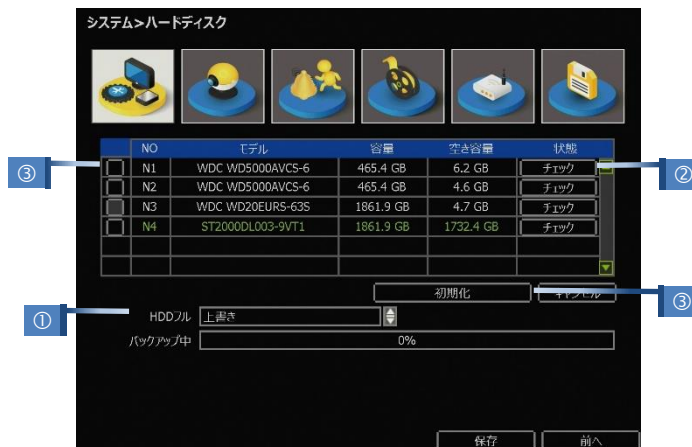 システム>ハードディスク
NO モデル 容量 空き容量 状態
③ N1 WDC WD5000AVCS-6 465.4 GB 6.2 GB チェック ②
N2 WDC WD5000AVCS-6 465.4 GB 4.6 GB チェック
N3 WDC WD20EURS-63S 1861.9 GB 4.7 GB チェック
N4 ST2000DL003-9VT1 1861.9 GB 1732.4 GB チェック
初期化 キャンセル ③
① HDDフル 上書き
バックアップ中 0%
保存 前へ